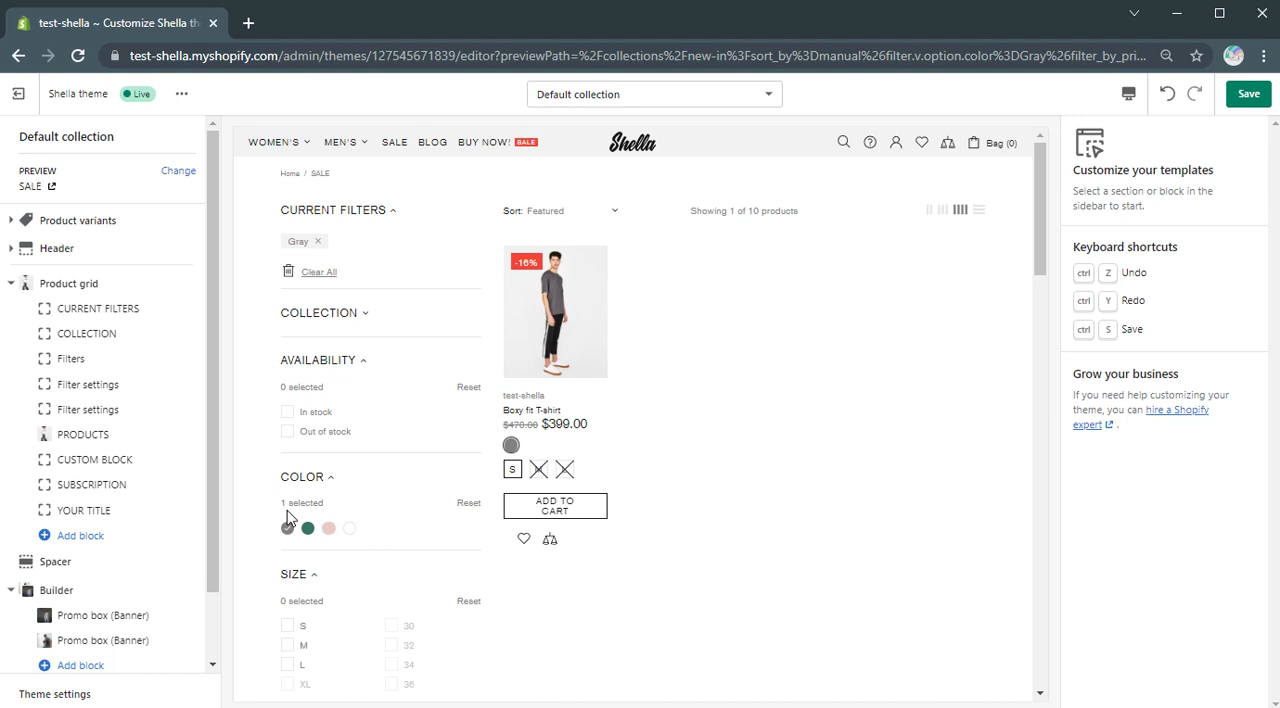 test-shella ~ Customize Shella th
test-shella.myshopify.com/admin/themes/127545671839/editor?previewPath=%2Fcollections%2Fnew-in%3Fsort_by%3Dmanual%26filter.v.option.color%3DGray%26filter_by_pri...
Shella theme
Live
Default collection
Save
Default collection
PREVIEW
Change
SALE
Product variants
Header
Product grid
CURRENT FILTERS
COLLECTION
Filters
Filter settings
Filter settings
PRODUCTS
CUSTOM BLOCK
SUBSCRIPTION
YOUR TITLE
Add block
Spacer
Builder
Promo box (Banner)
Promo box (Banner)
Add block
Theme settings
WOMEN'S MEN'S SALE BLOG BUY NOW! SALE
Shella
Bag (0)
Home / SALE
CURRENT FILTERS
Gray
Clear All
COLLECTION
AVAILABILITY
0 selected Reset
In stock
Out of stock
COLOR
1 selected Reset
SIZE
0 selected Reset
S 30
M 32
L 34
XL 36
Sort: Featured
Showing 1 of 10 products
-16%
test-shella
Boxy fit T-shirt
$470.00 $399.00
S M L
ADD TO
CART
Customize your templates
Select a section or block in the
sidebar to start.
Keyboard shortcuts
ctrl Z Undo
ctrl Y Redo
ctrl S Save
Grow your business
If you need help customizing your
theme, you can hire a Shopify
expert .